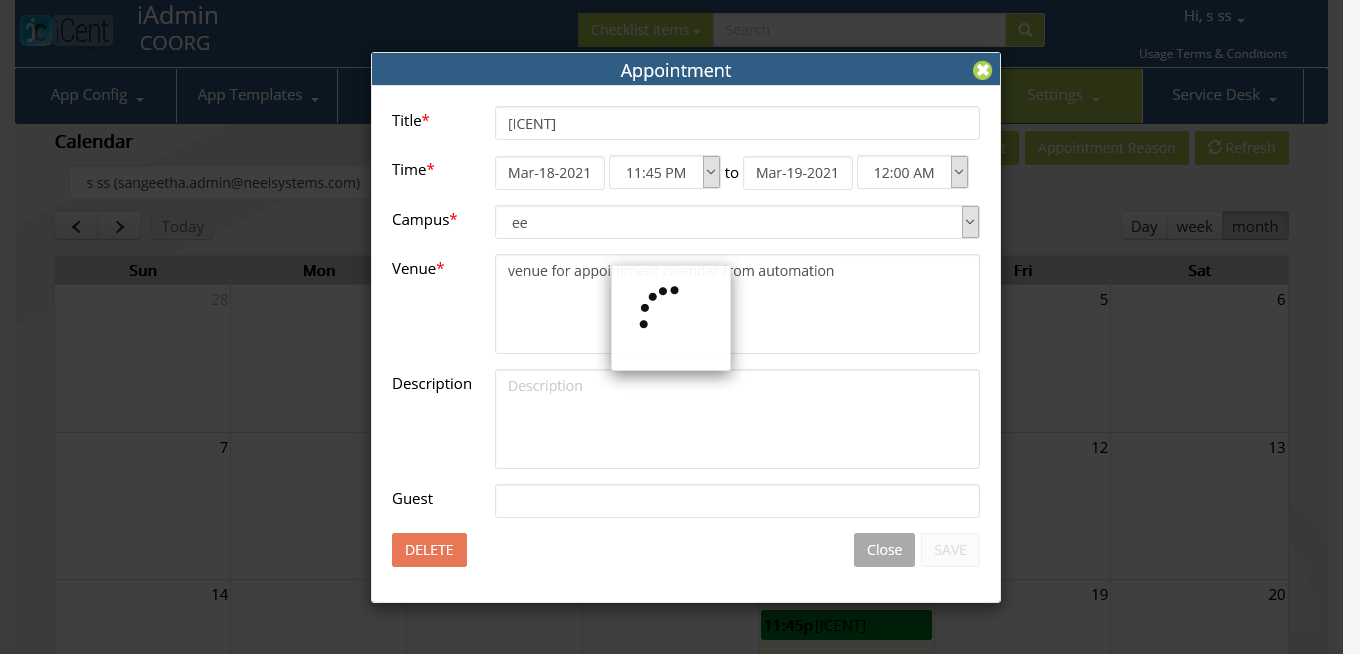 iCent
iAdmin
COORG
Checklist Items
Search
Hi, s ss
Usage Terms & Conditions
App Config
App Templates
Settings
Service Desk
Calendar
Appointment Reason
Refresh
s ss (sangeetha.admin@neelsystems.com)
Today
Day week month
Sun Mon Fri Sat
28 5 6
7 12 13
14 19 20
11:45p [ICENT]
Appointment
Title* [ICENT]
Time* Mar-18-2021 11:45 PM to Mar-19-2021 12:00 AM
Campus* ee
Venue* venue for appointment calendar from automation
Description Description
Guest
DELETE Close SAVE